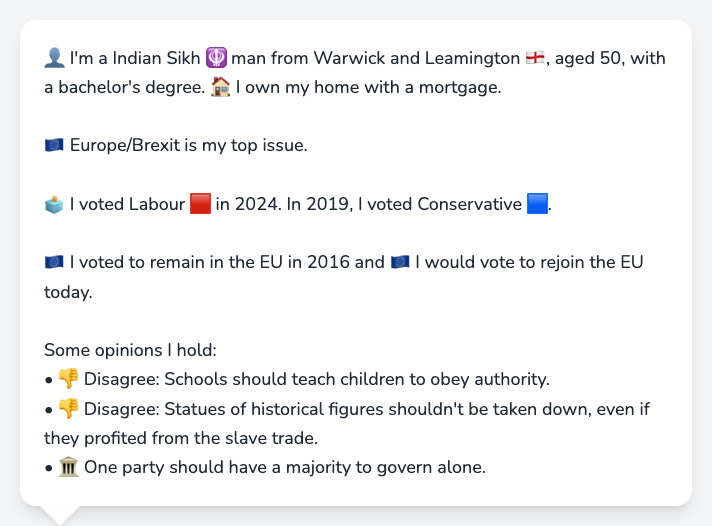 👤 I'm a Indian Sikh 🪯 man from Warwick and Leamington 🏴󠁧󠁢󠁥󠁮󠁧󠁿, aged 50, with
a bachelor's degree. 🏠 I own my home with a mortgage.
🇪🇺 Europe/Brexit is my top issue.
🗳️ I voted Labour 🟥 in 2024. In 2019, I voted Conservative 🟦.
🇪🇺 I voted to remain in the EU in 2016 and 🇪🇺 I would vote to rejoin the EU
today.
Some opinions I hold:
• 👎 Disagree: Schools should teach children to obey authority.
• 👎 Disagree: Statues of historical figures shouldn't be taken down, even if
they profited from the slave trade.
• 🏛️ One party should have a majority to govern alone.